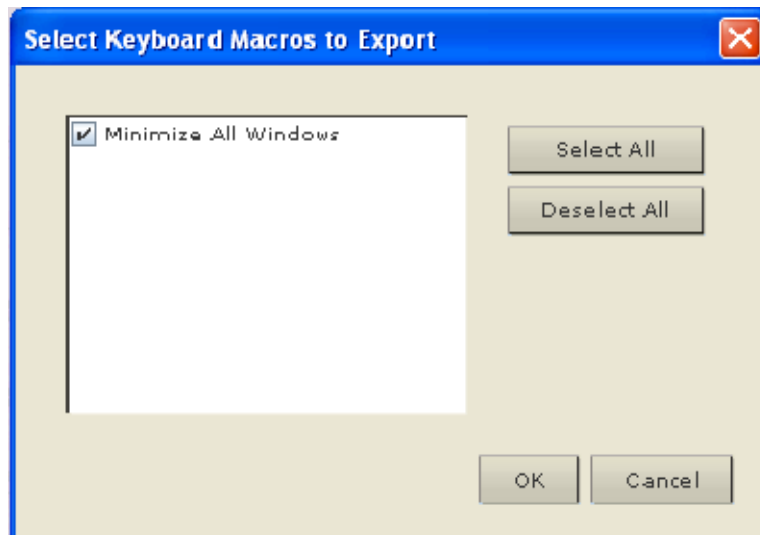 Select Keyboard Macros to Export
Minimize All Windows
Select All
Deselect All
OK
Cancel